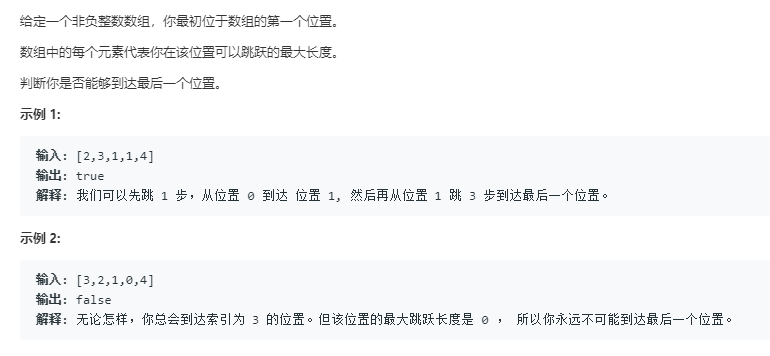 给定一个非负整数数组，你最初位于数组的第一个位置。
数组中的每个元素代表你在该位置可以跳跃的最大长度。
判断你是否能够到达最后一个位置。
示例 1:
输入: [2,3,1,1,4]
输出: true
解释: 我们可以先跳 1 步，从位置 0 到达 位置 1, 然后再从位置 1 跳 3 步到达最后一个位置。
示例 2:
输入: [3,2,1,0,4]
输出: false
解释: 无论怎样，你总会到达索引为 3 的位置。但该位置的最大跳跃长度是 0 ， 所以你永远不可能到达最后一个位置。